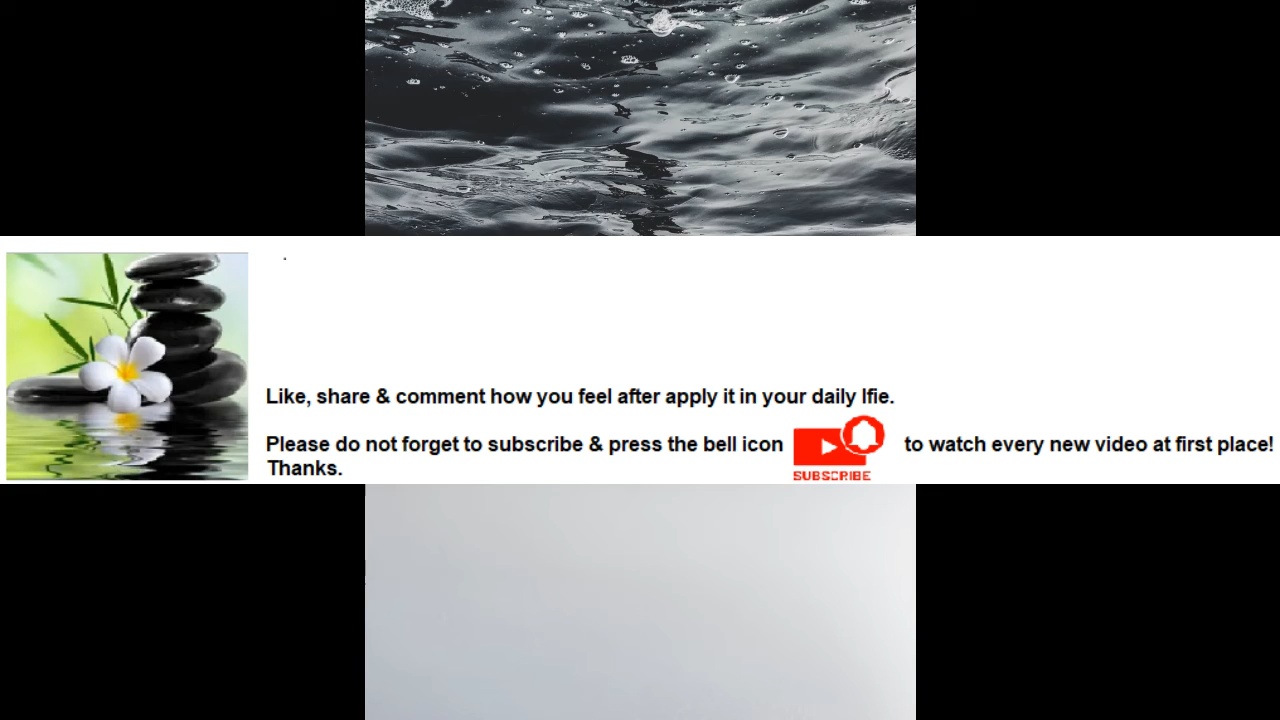 Like, share & comment how you feel after apply it in your daily lfie.
Please do not forget to subscribe & press the bell icon SUBSCRIBE to watch every new video at first place!
Thanks.